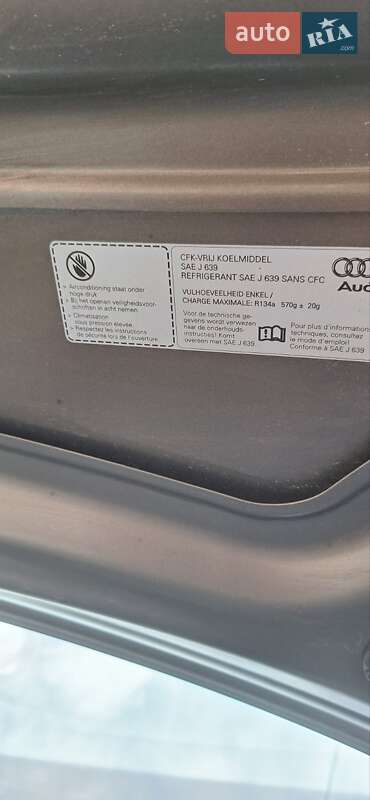 auto RIA
.com
Airconditioning staat onder
hoge druk.
Bij het openen veiligheidsvoor-
schriften in acht nemen.
Climatisation
sous pression élevée.
Respectez les instructions
de sécurité lors de l'ouverture.
CFK-VRIJ KOELMIDDEL
SAE J 639
REFRIGERANT SAE J 639 SANS CFC
VULHOEVEELHEID ENKEL /
CHARGE MAXIMALE: R134a 570g ± 20g
Voor de technische ge-
gevens wordt verwezen
naar de onderhouds-
instructies! Komt
overeen met SAE J 639
Pour plus d'information
techniques, consultez
le mode d'emploi!
Conforme à SAE J 639
Aud